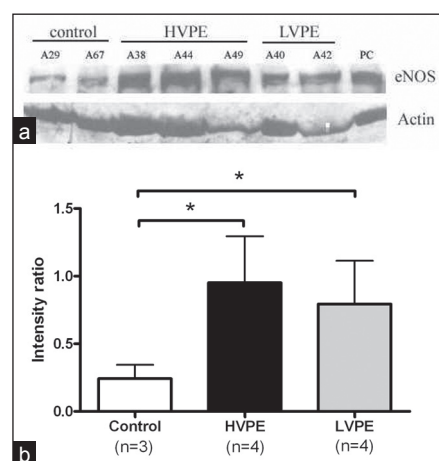 control HVPE LVPE
A29 A67 A38 A44 A49 A40 A42 PC
eNOS
Actin
a
*
*
1.5
1.0
0.5
0.0
Intensity ratio
Control HVPE LVPE
(n=3) (n=4) (n=4)
b